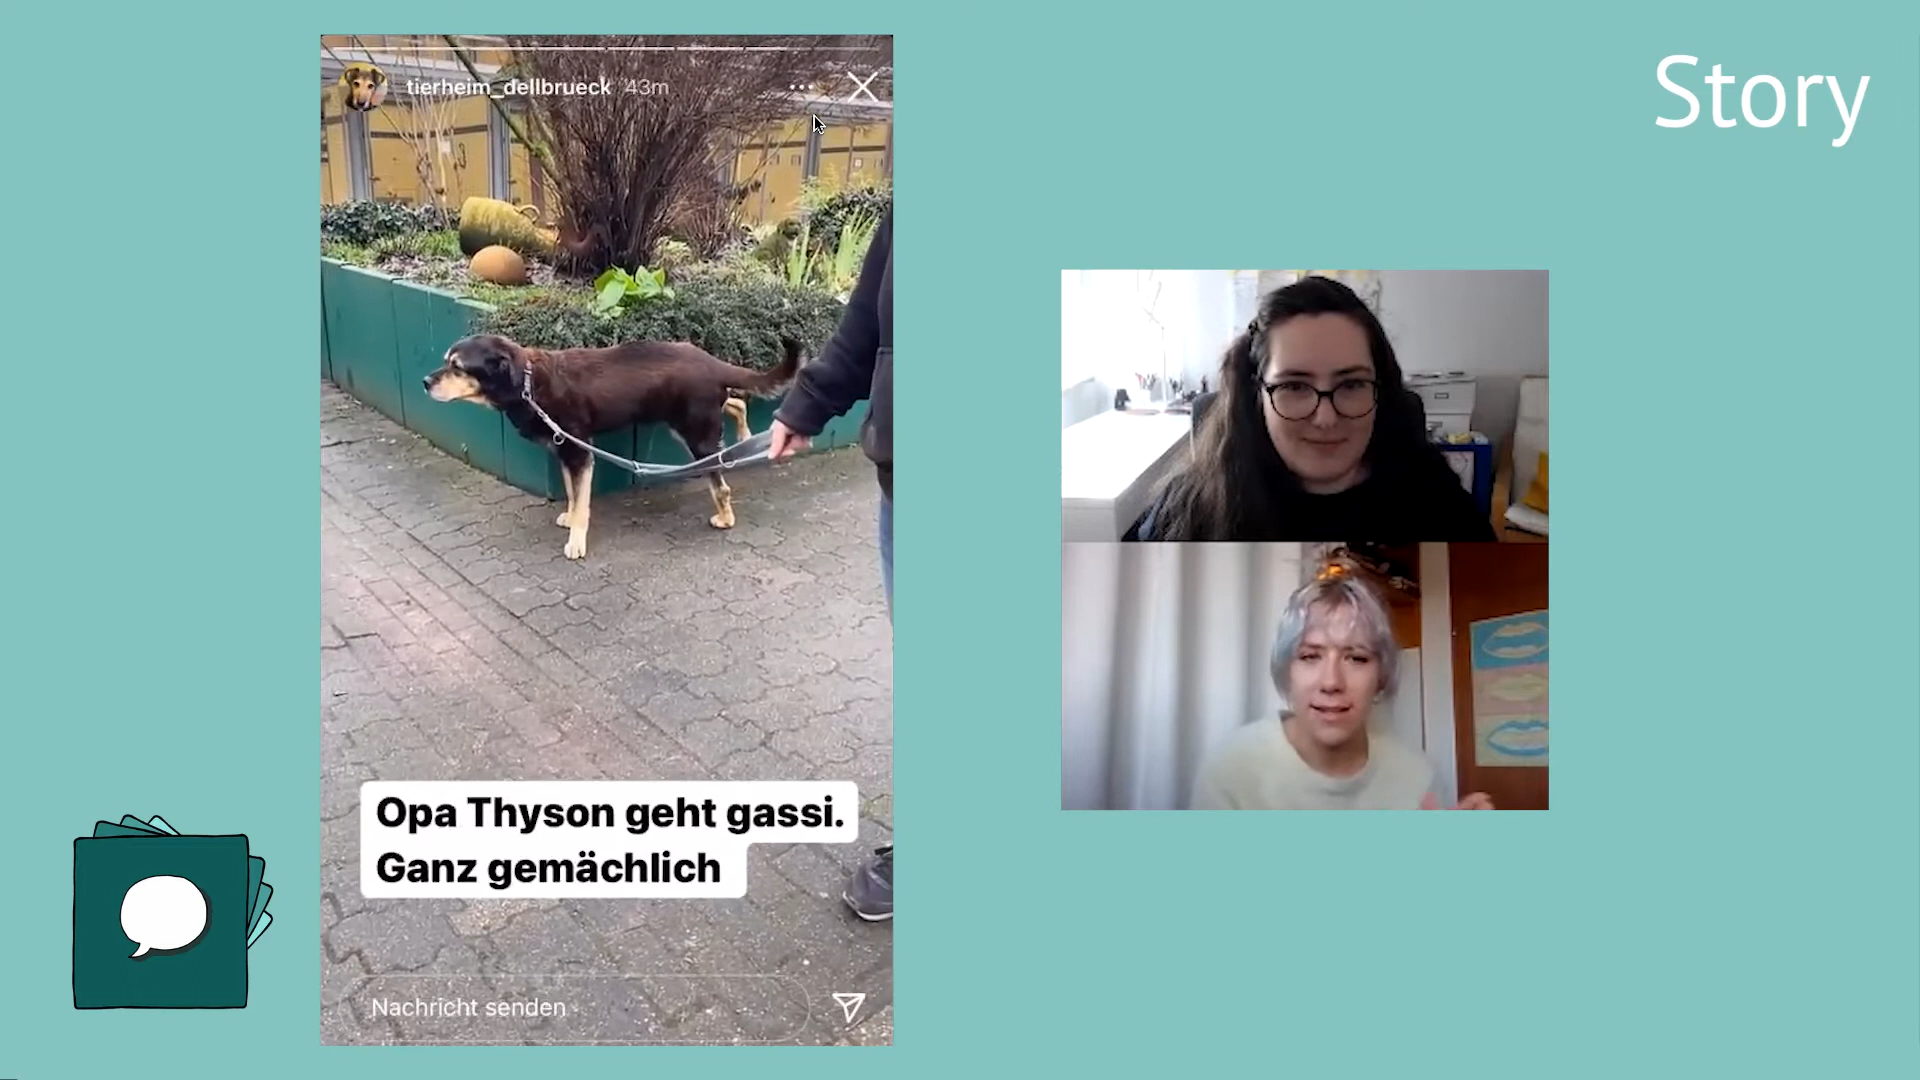 Story
tierheim_dellbrueck 43m
Opa Thyson geht gassi.
Ganz gemächlich
Nachricht senden